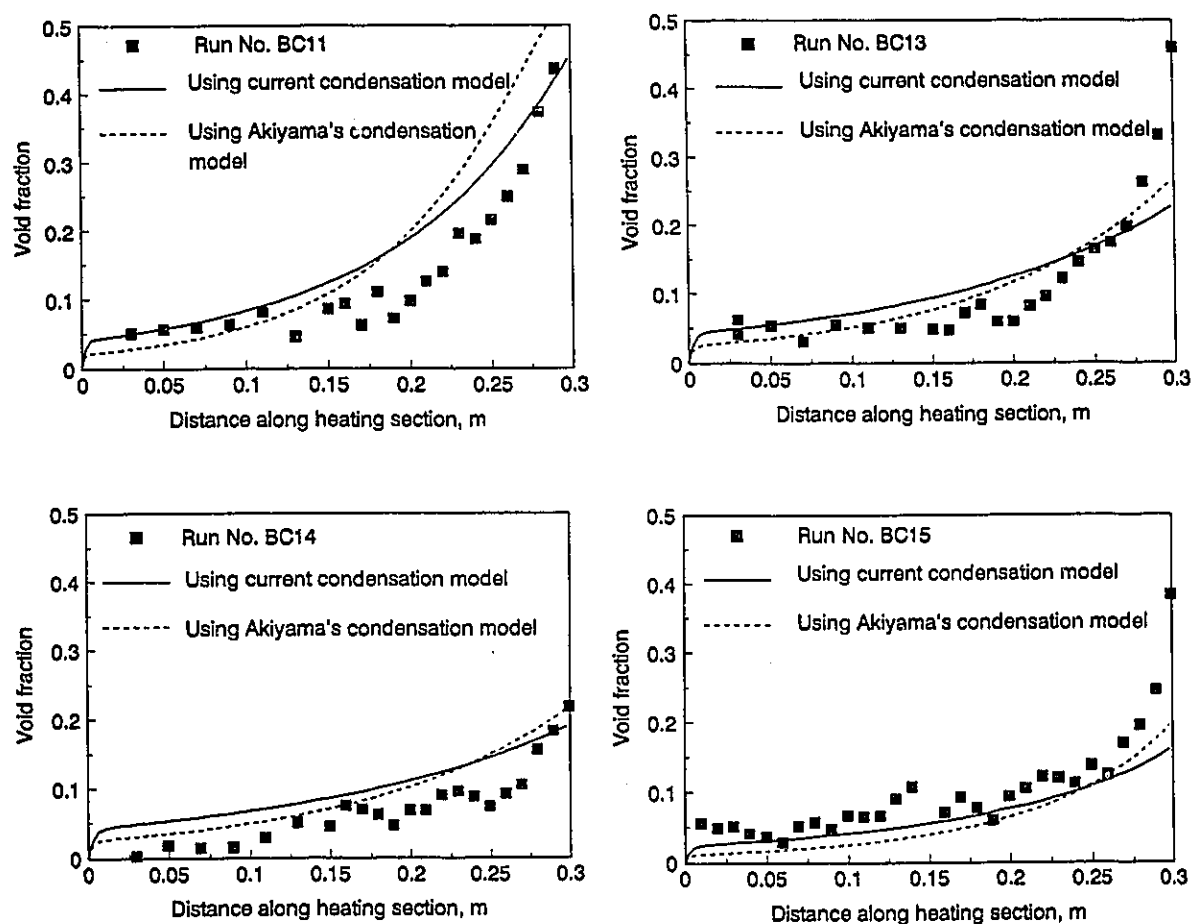 0.5
0.4
0.3
0.2
0.1
0
Void fraction
Run No. BC11
Using current condensation model
Using Akiyama's condensation
model
0 0.05 0.1 0.15 0.2 0.25 0.3
Distance along heating section, m
0.5
0.4
0.3
0.2
0.1
0
Void fraction
Run No. BC13
Using current condensation model
Using Akiyama's condensation model
0 0.05 0.1 0.15 0.2 0.25 0.3
Distance along heating section, m
0.5
0.4
0.3
0.2
0.1
0
Void fraction
Run No. BC14
Using current condensation model
Using Akiyama's condensation model
0 0.05 0.1 0.15 0.2 0.25 0.3
Distance along heating section, m
0.5
0.4
0.3
0.2
0.1
0
Void fraction
Run No. BC15
Using current condensation model
Using Akiyama's condensation model
0 0.05 0.1 0.15 0.2 0.25 0.3
Distance along heating section, m